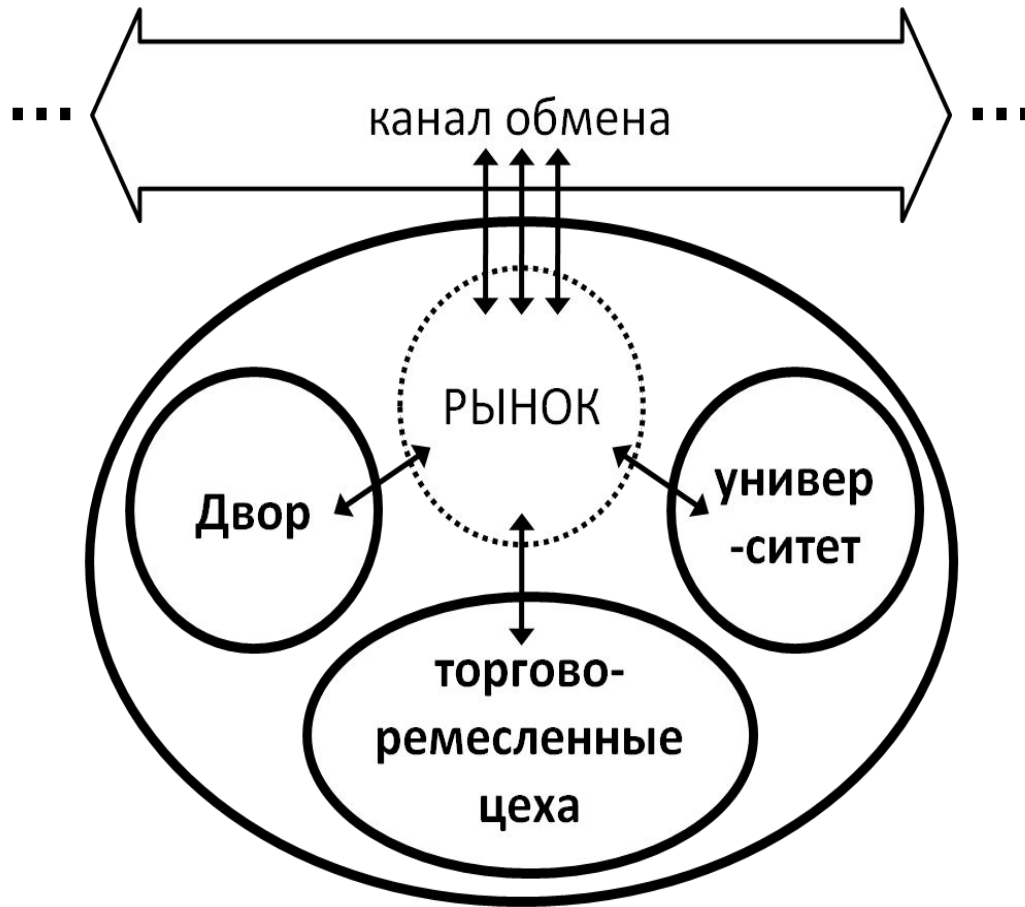 канал обмена
РЫНОК
Двор
универ
-ситет
торгово-
ремесленные
цеха